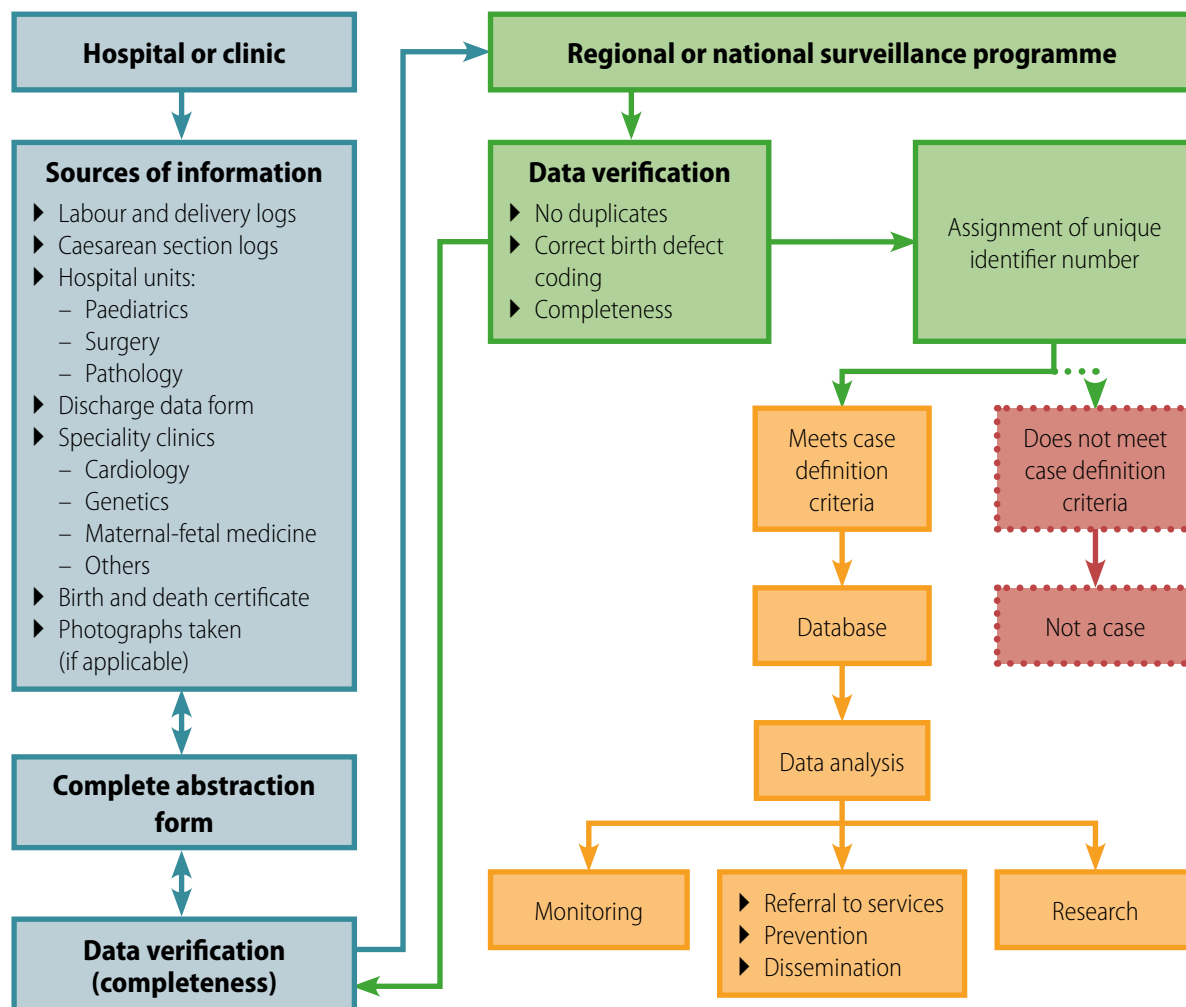 Hospital or clinic
Sources of information
▶ Labour and delivery logs
▶ Caesarean section logs
▶ Hospital units:
– Paediatrics
– Surgery
– Pathology
▶ Discharge data form
▶ Speciality clinics
– Cardiology
– Genetics
– Maternal-fetal medicine
– Others
▶ Birth and death certificate
▶ Photographs taken
(if applicable)
Complete abstraction
form
Data verification
(completeness)
Regional or national surveillance programme
Data verification
▶ No duplicates
▶ Correct birth defect
coding
▶ Completeness
Assignment of unique
identifier number
Meets case
definition
criteria
Does not meet
case definition
criteria
Database
Not a case
Data analysis
Monitoring
▶ Referral to services
▶ Prevention
▶ Dissemination
Research